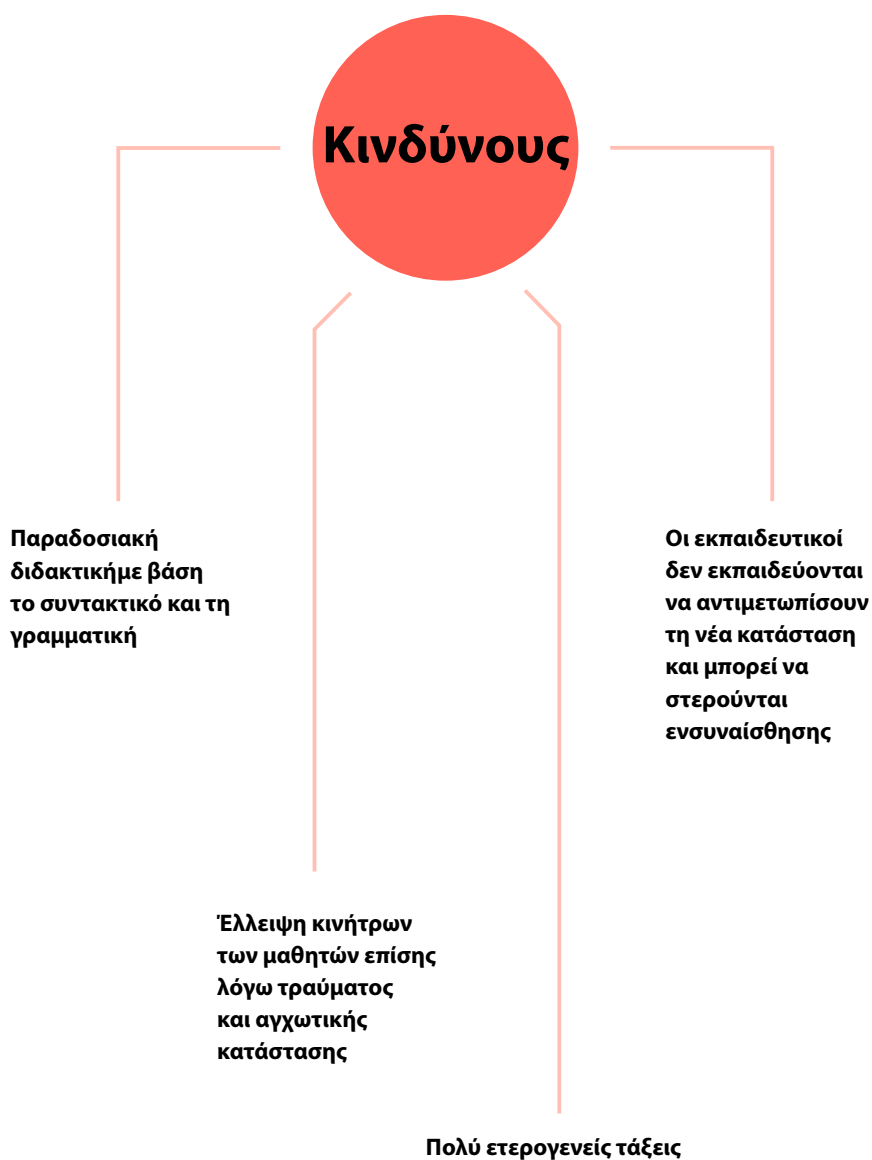 Κινδύνους
Παραδοσιακή
διδακτικήμε βάση
το συντακτικό και τη
γραμματική
Οι εκπαιδευτικοί
δεν εκπαιδεύονται
να αντιμετωπίσουν
τη νέα κατάσταση
και μπορεί να
στερούνται
ενσυναίσθησης
Έλλειψη κινήτρων
των μαθητών επίσης
λόγω τραύματος
και αγχωτικής
κατάστασης
Πολύ ετερογενείς τάξεις